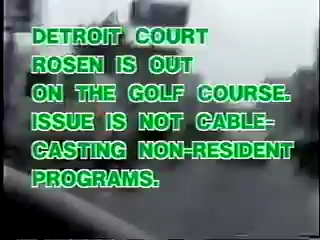 DETROIT COURT
ROSEN IS OUT
ON THE GOLF COURSE.
ISSUE IS NOT CABLE-
CASTING NON-RESIDENT
PROGRAMS.